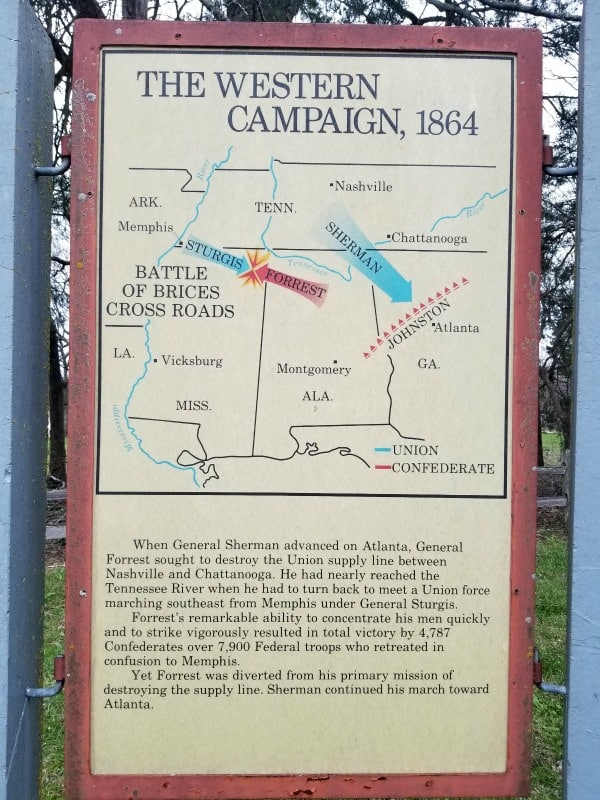 THE WESTERN
CAMPAIGN, 1864
River
Nashville
ARK.
TENN.
River
Memphis
SHERMAN
Chattanooga
STURGIS
Tennessee
BATTLE
OF BRICES
CROSS ROADS
FORREST
JOHNSTON
Atlanta
LA.
Vicksburg
Montgomery
GA.
ALA.
MISS.
Mississippi
UNION
CONFEDERATE
When General Sherman advanced on Atlanta, General
Forrest sought to destroy the Union supply line between
Nashville and Chattanooga. He had nearly reached the
Tennessee River when he had to turn back to meet a Union force
marching southeast from Memphis under General Sturgis.
Forrest's remarkable ability to concentrate his men quickly
and to strike vigorously resulted in total victory by 4,787
Confederates over 7,900 Federal troops who retreated in
confusion to Memphis.
Yet Forrest was diverted from his primary mission of
destroying the supply line. Sherman continued his march toward
Atlanta.